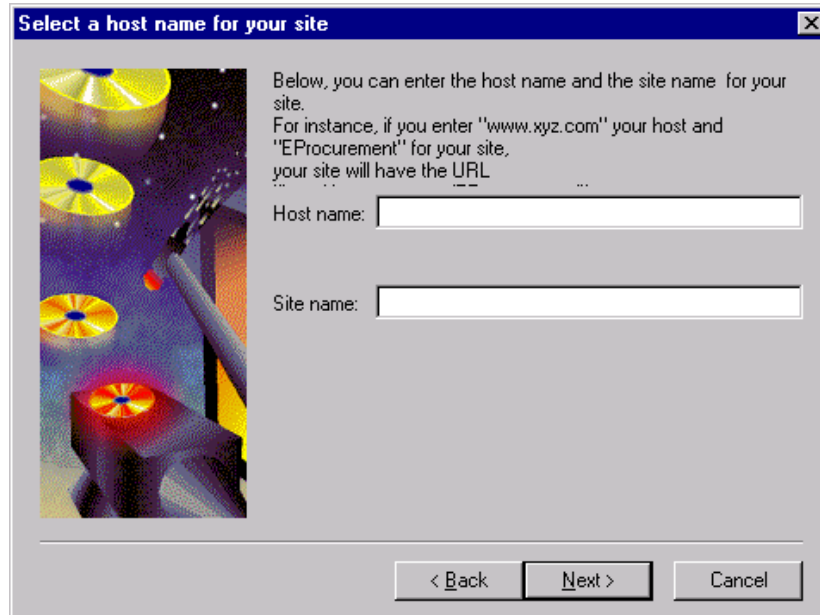 Select a host name for your site
Below, you can enter the host name and the site name  for your
site.
For instance, if you enter "www.xyz.com" your host and
"EProcurement" for your site,
your site will have the URL
Host name:
Site name:
< Back
Next >
Cancel